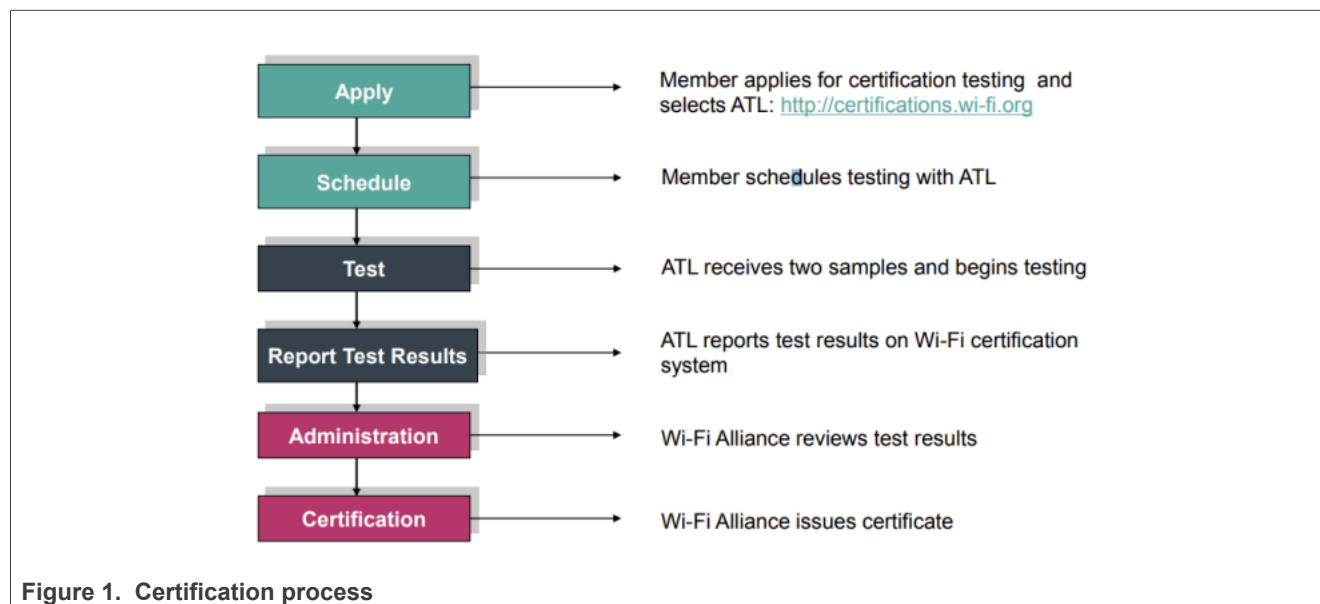 Apply
Member applies for certification testing and
selects ATL: http://certifications.wi-fi.org
Schedule
Member schedules testing with ATL
Test
ATL receives two samples and begins testing
Report Test Results
ATL reports test results on Wi-Fi certification
system
Administration
Wi-Fi Alliance reviews test results
Certification
Wi-Fi Alliance issues certificate
Figure 1. Certification process